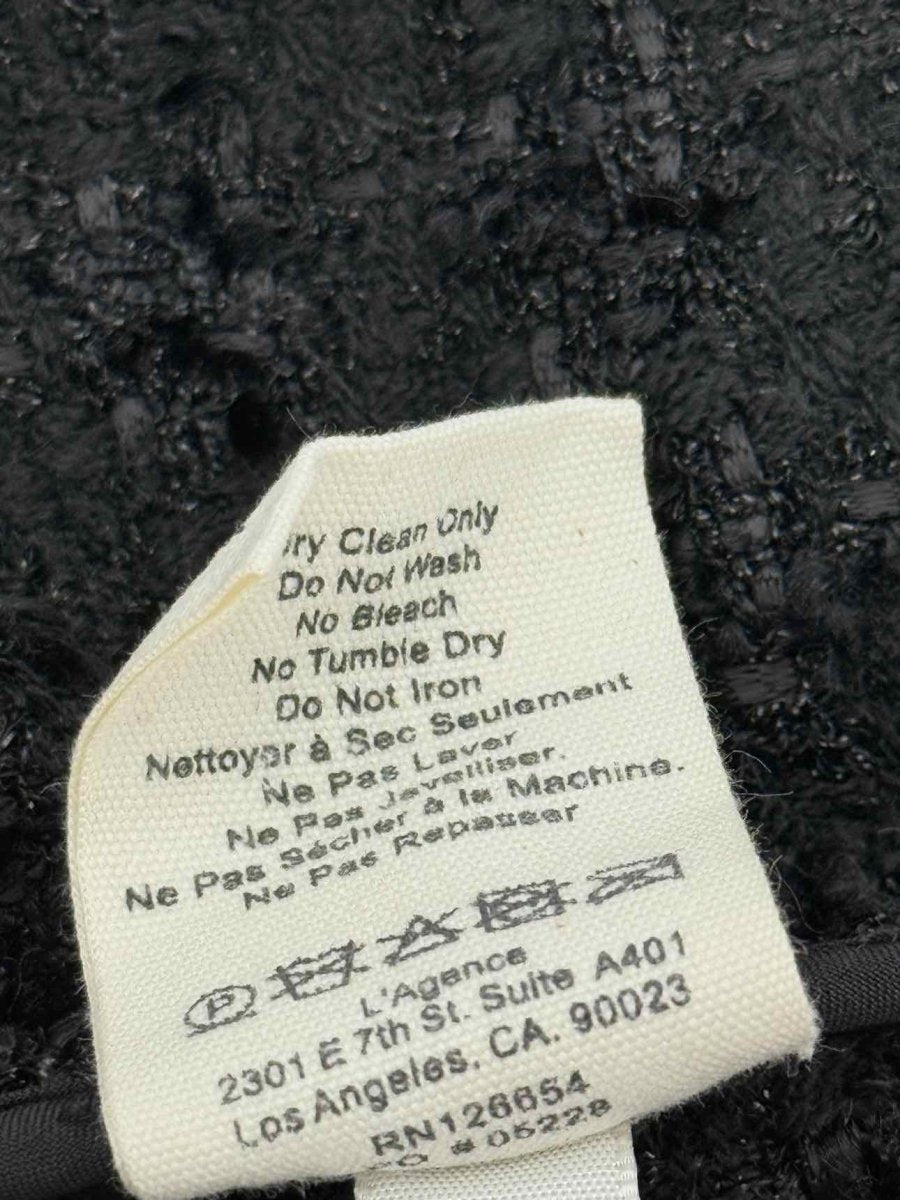 ry Clean Only
Do Not Wash
No Bleach
No Tumble Dry
Do Not Iron
Nettoyer à Sec Seulement
Ne Pas Laver
Ne Pas Javelliser.
Ne Pas Sécher à la Machine.
Ne Pas Repasser
P
L'Agence
2301 E 7th St. Suite A401
Los Angeles, CA. 90023
RN126654
# 05228